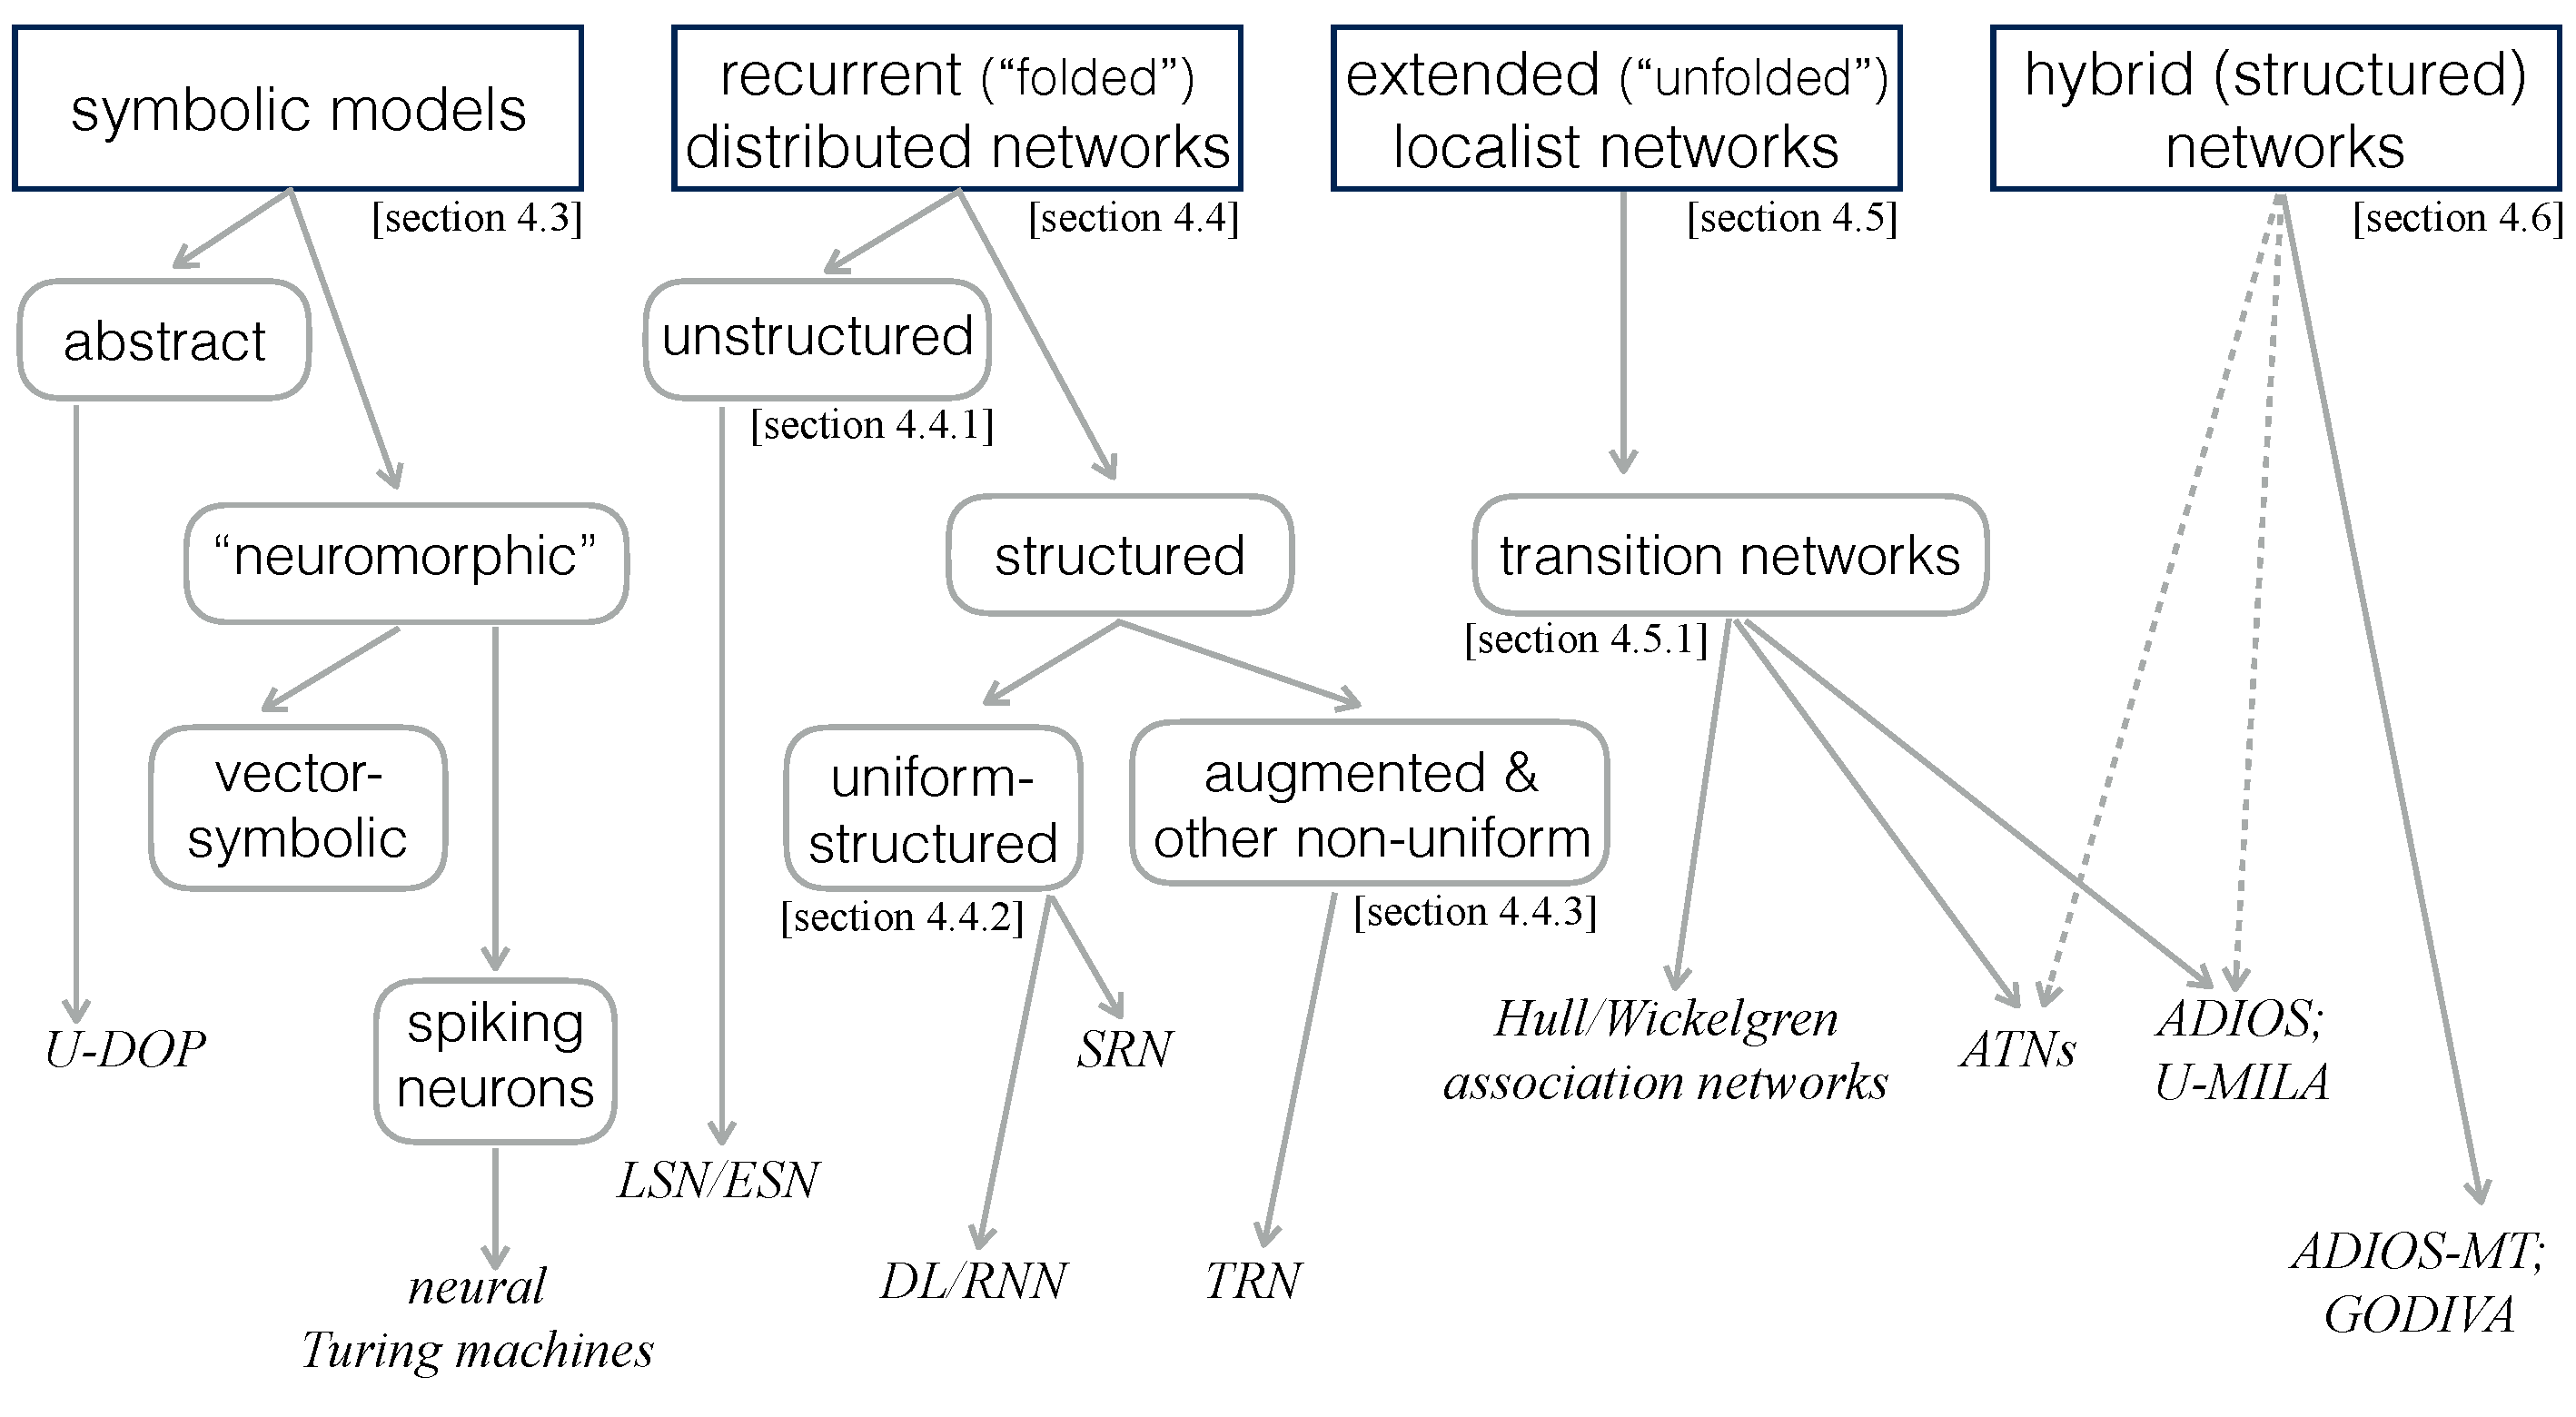 symbolic models
[section 4.3]
recurrent (“folded”)
distributed networks
[section 4.4]
extended (“unfolded”)
localist networks
[section 4.5]
hybrid (structured)
networks
[section 4.6]
abstract
unstructured
[section 4.4.1]
“neuromorphic”
structured
transition networks
[section 4.5.1]
vector-
symbolic
uniform-
structured
[section 4.4.2]
augmented &
other non-uniform
[section 4.4.3]
spiking
neurons
U-DOP
SRN
Hull/Wickelgren
association networks
ATNs
ADIOS;
U-MILA
LSN/ESN
DL/RNN
TRN
ADIOS-MT;
GODIVA
neural
Turing machines